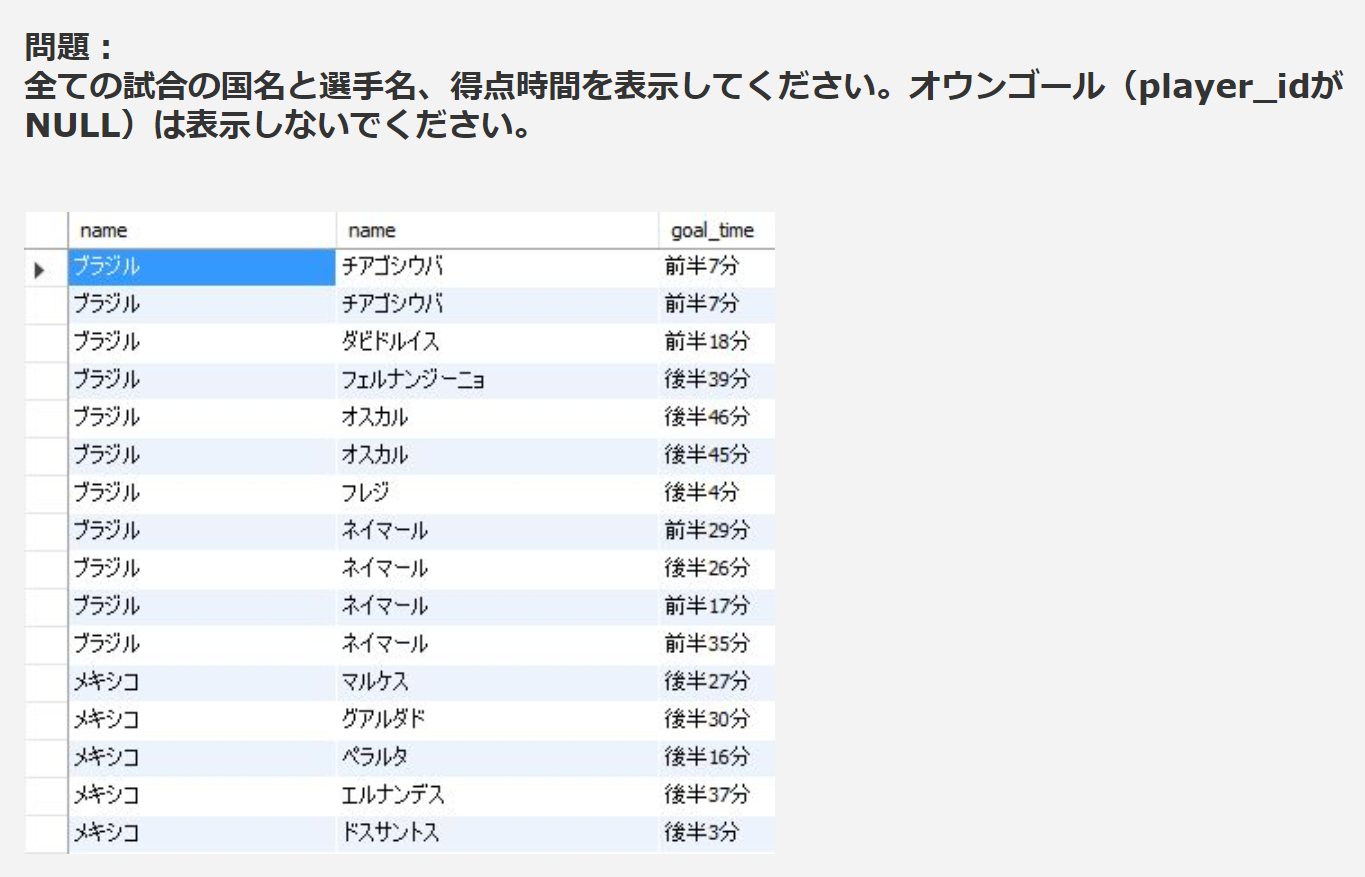 問題：
全ての試合の国名と選手名、得点時間を表示してください。オウンゴール（player_idが
NULL）は表示しないでください。
name name goal_time
ブラジル チアゴシウバ 前半7分
ブラジル チアゴシウバ 前半7分
ブラジル ダビドルイス 前半18分
ブラジル フェルナンジーニョ 後半39分
ブラジル オスカル 後半46分
ブラジル オスカル 後半45分
ブラジル フレジ 後半4分
ブラジル ネイマール 前半29分
ブラジル ネイマール 後半26分
ブラジル ネイマール 前半17分
ブラジル ネイマール 前半35分
メキシコ マルケス 後半27分
メキシコ グアルダド 後半30分
メキシコ ペラルタ 後半16分
メキシコ エルナンデス 後半37分
メキシコ ドスサントス 後半3分